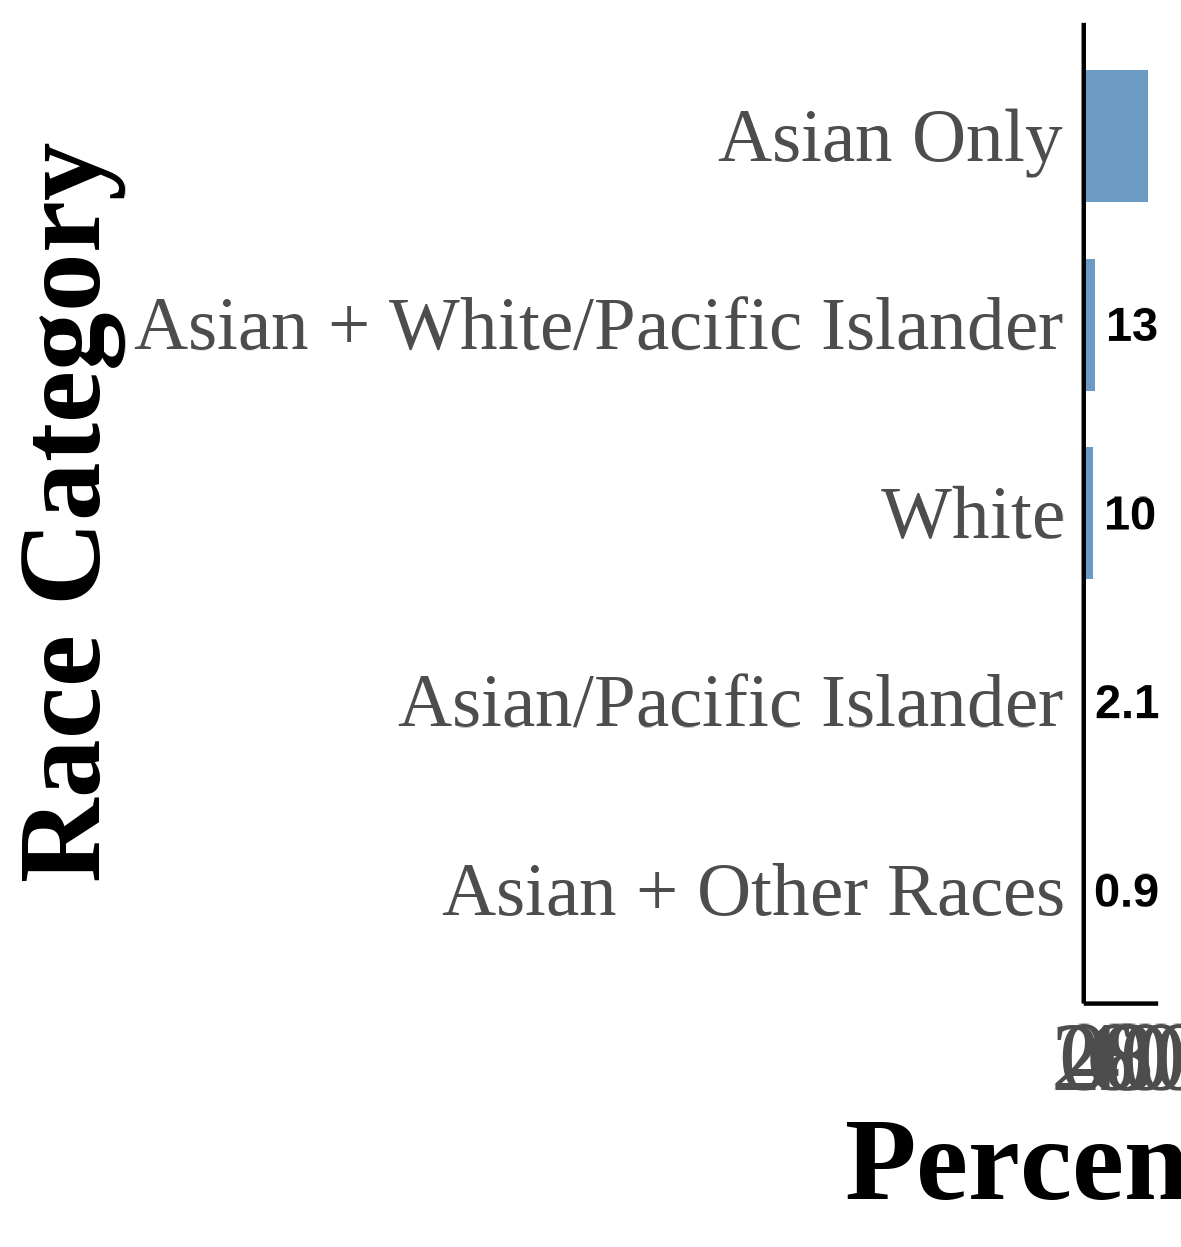 Race Category
Asian Only
Asian + White/Pacific Islander 13
White 10
Asian/Pacific Islander 2.1
Asian + Other Races 0.9
Percen